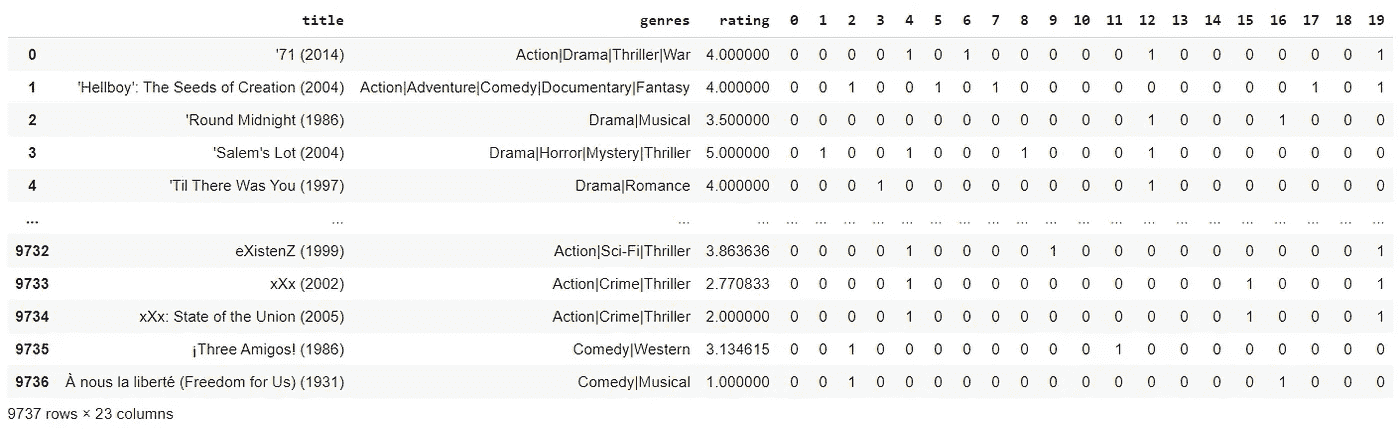 title genres rating 0 1 2 3 4 5 6 7 8 9 10 11 12 13 14 15 16 17 18 19
0 '71 (2014) Action|Drama|Thriller|War 4.000000 0 0 0 0 1 0 1 0 0 0 0 0 1 0 0 0 0 0 0 1
1 'Hellboy': The Seeds of Creation (2004) Action|Adventure|Comedy|Documentary|Fantasy 4.000000 0 0 1 0 0 1 0 1 0 0 0 0 0 0 0 0 0 1 0 1
2 'Round Midnight (1986) Drama|Musical 3.500000 0 0 0 0 0 0 0 0 0 0 0 0 1 0 0 0 1 0 0 0
3 'Salem's Lot (2004) Drama|Horror|Mystery|Thriller 5.000000 0 1 0 0 1 0 0 0 1 0 0 0 1 0 0 0 0 0 0 0
4 'Til There Was You (1997) Drama|Romance 4.000000 0 0 0 1 0 0 0 0 0 0 0 0 1 0 0 0 0 0 0 0
... ... ... ... ... ... ... ... ... ... ... ... ... ... ... ... ... ... ... ... ... ... ... ...
9732 eXistenZ (1999) Action|Sci-Fi|Thriller 3.863636 0 0 0 0 1 0 0 0 0 1 0 0 0 0 0 0 0 0 0 1
9733 xXx (2002) Action|Crime|Thriller 2.770833 0 0 0 0 1 0 0 0 0 0 0 0 0 0 0 1 0 0 0 1
9734 xXx: State of the Union (2005) Action|Crime|Thriller 2.000000 0 0 0 0 1 0 0 0 0 0 0 0 0 0 0 1 0 0 0 1
9735 ¡Three Amigos! (1986) Comedy|Western 3.134615 0 0 1 0 0 0 0 0 0 0 0 1 0 0 0 0 0 0 0 0
9736 À nous la liberté (Freedom for Us) (1931) Comedy|Musical 1.000000 0 0 1 0 0 0 0 0 0 0 0 0 0 0 0 0 1 0 0 0
9737 rows × 23 columns